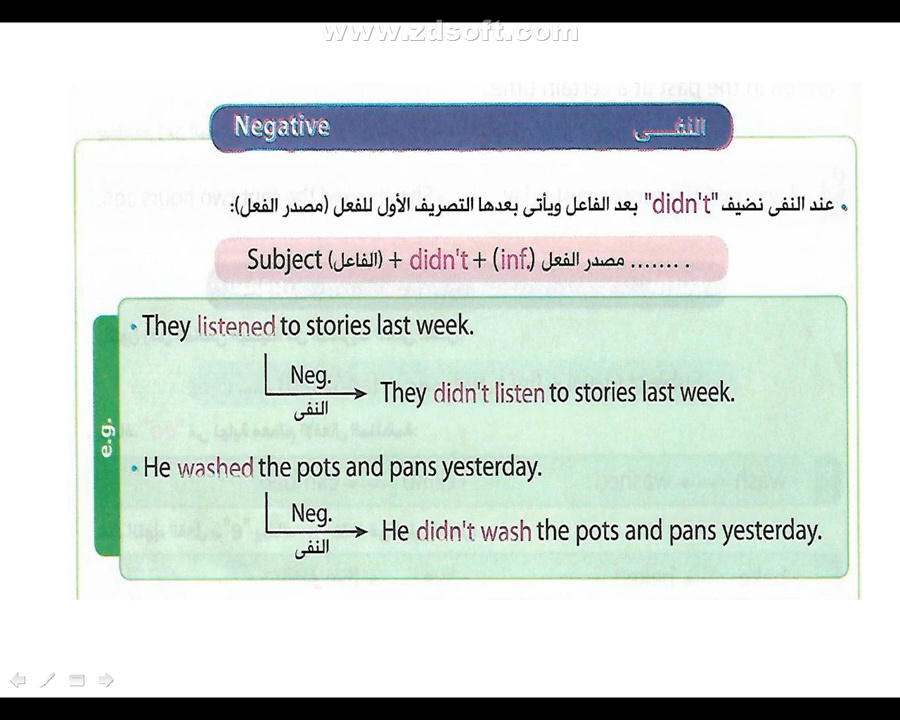 www.zdsoft.com
Negative النفـــى
• عند النفى نضيف "didn't" بعد الفاعل ويأتى بعدها التصريف الأول للفعل (مصدر الفعل):
Subject (الفاعل) + didn't + (inf.) مصدر الفعل ....... .
e.g.
• They listened to stories last week.
Neg.
النفى
They didn't listen to stories last week.
• He washed the pots and pans yesterday.
Neg.
النفى
He didn't wash the pots and pans yesterday.